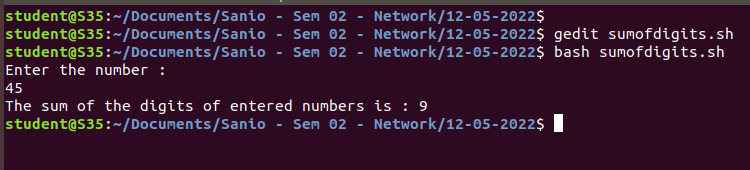 student@S35:~/Documents/Sanio - Sem 02 - Network/12-05-2022$
student@S35:~/Documents/Sanio - Sem 02 - Network/12-05-2022$ gedit sumofdigits.sh
student@S35:~/Documents/Sanio - Sem 02 - Network/12-05-2022$ bash sumofdigits.sh
Enter the number :
45
The sum of the digits of entered numbers is : 9
student@S35:~/Documents/Sanio - Sem 02 - Network/12-05-2022$